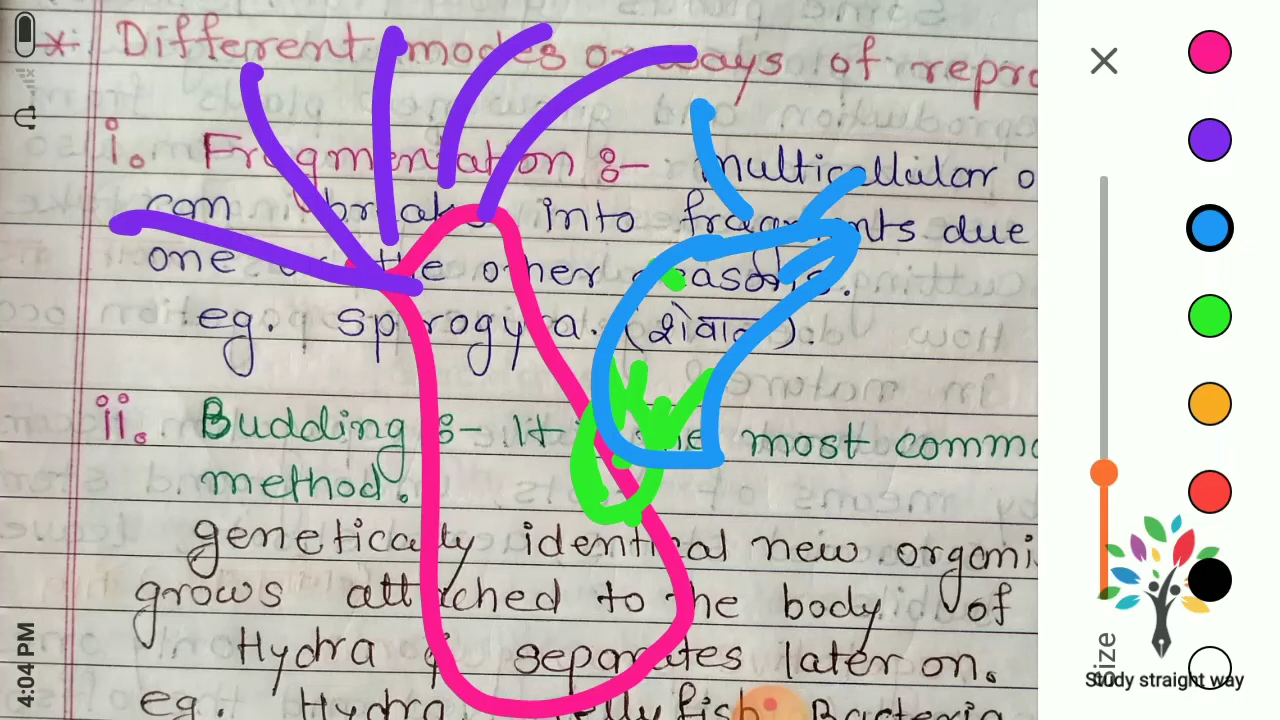 * Different modes or ways of repro
i. Fragmentation :- multicellular o
can break into fragments due
one or the other reasons.
eg. spirogyra. (शेवाल).
ii. Budding :- It is the most commo
method.
genetically identical new organi
grows attached to the body of
Hydra & separates later on.
eg. Hydra, Jelly fish, Bacteria
4:04 PM
size
Study straight way